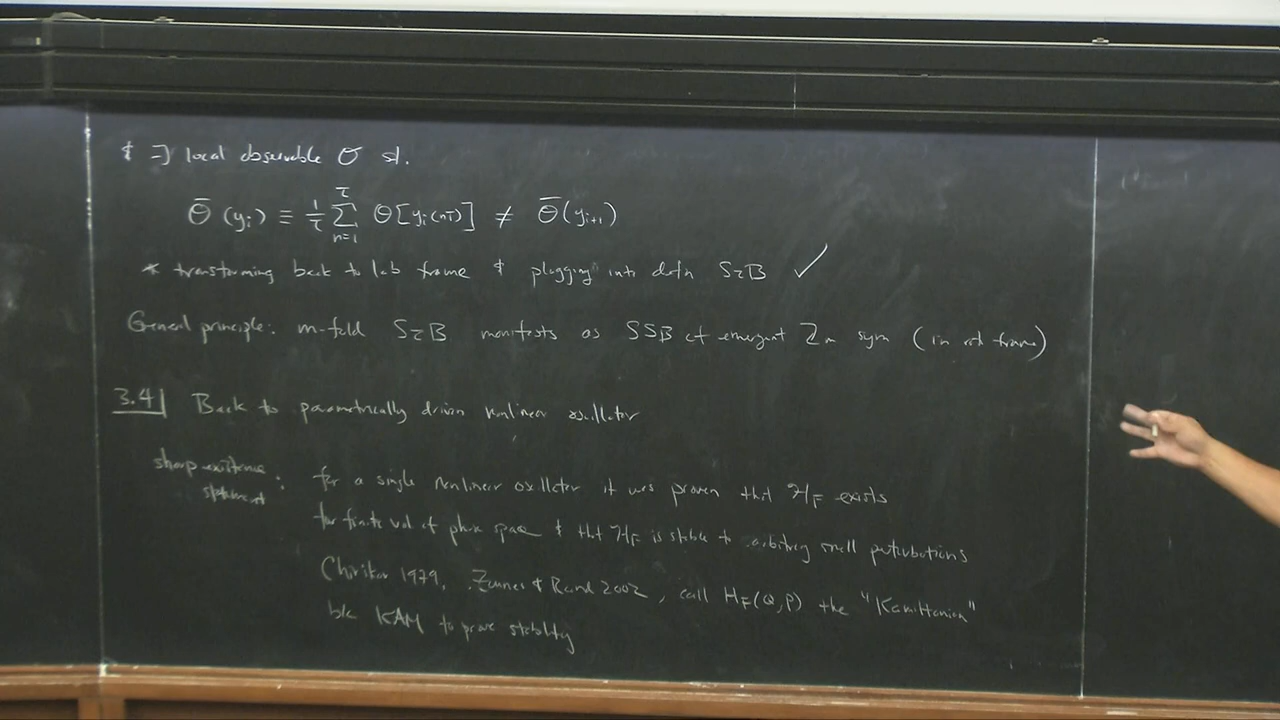 & ∃ local observable O st.
Ō(yᵢ) ≡ 1/τ Σ_{n=1}^{τ} O[yᵢ(nT)] ≠ Ō(yᵢ₊₁)
* transforming back to lab frame & "plugging" into defn SτB ✓
General principle: m-fold SτB manifests as SSB of emergent Zₘ sym (in rot frame)
3.4 Back to parametrically driven nonlinear oscillator
sharp existence statement :
for a single nonlinear oscillator it was proven that H_F exists
for finite vol of phase space & that H_F is stable to arbitrary small perturbations
Chirikov 1979, & Rand 2002, call H_F(Q,P) the "Kamiltonian"
b/c KAM to prove stability